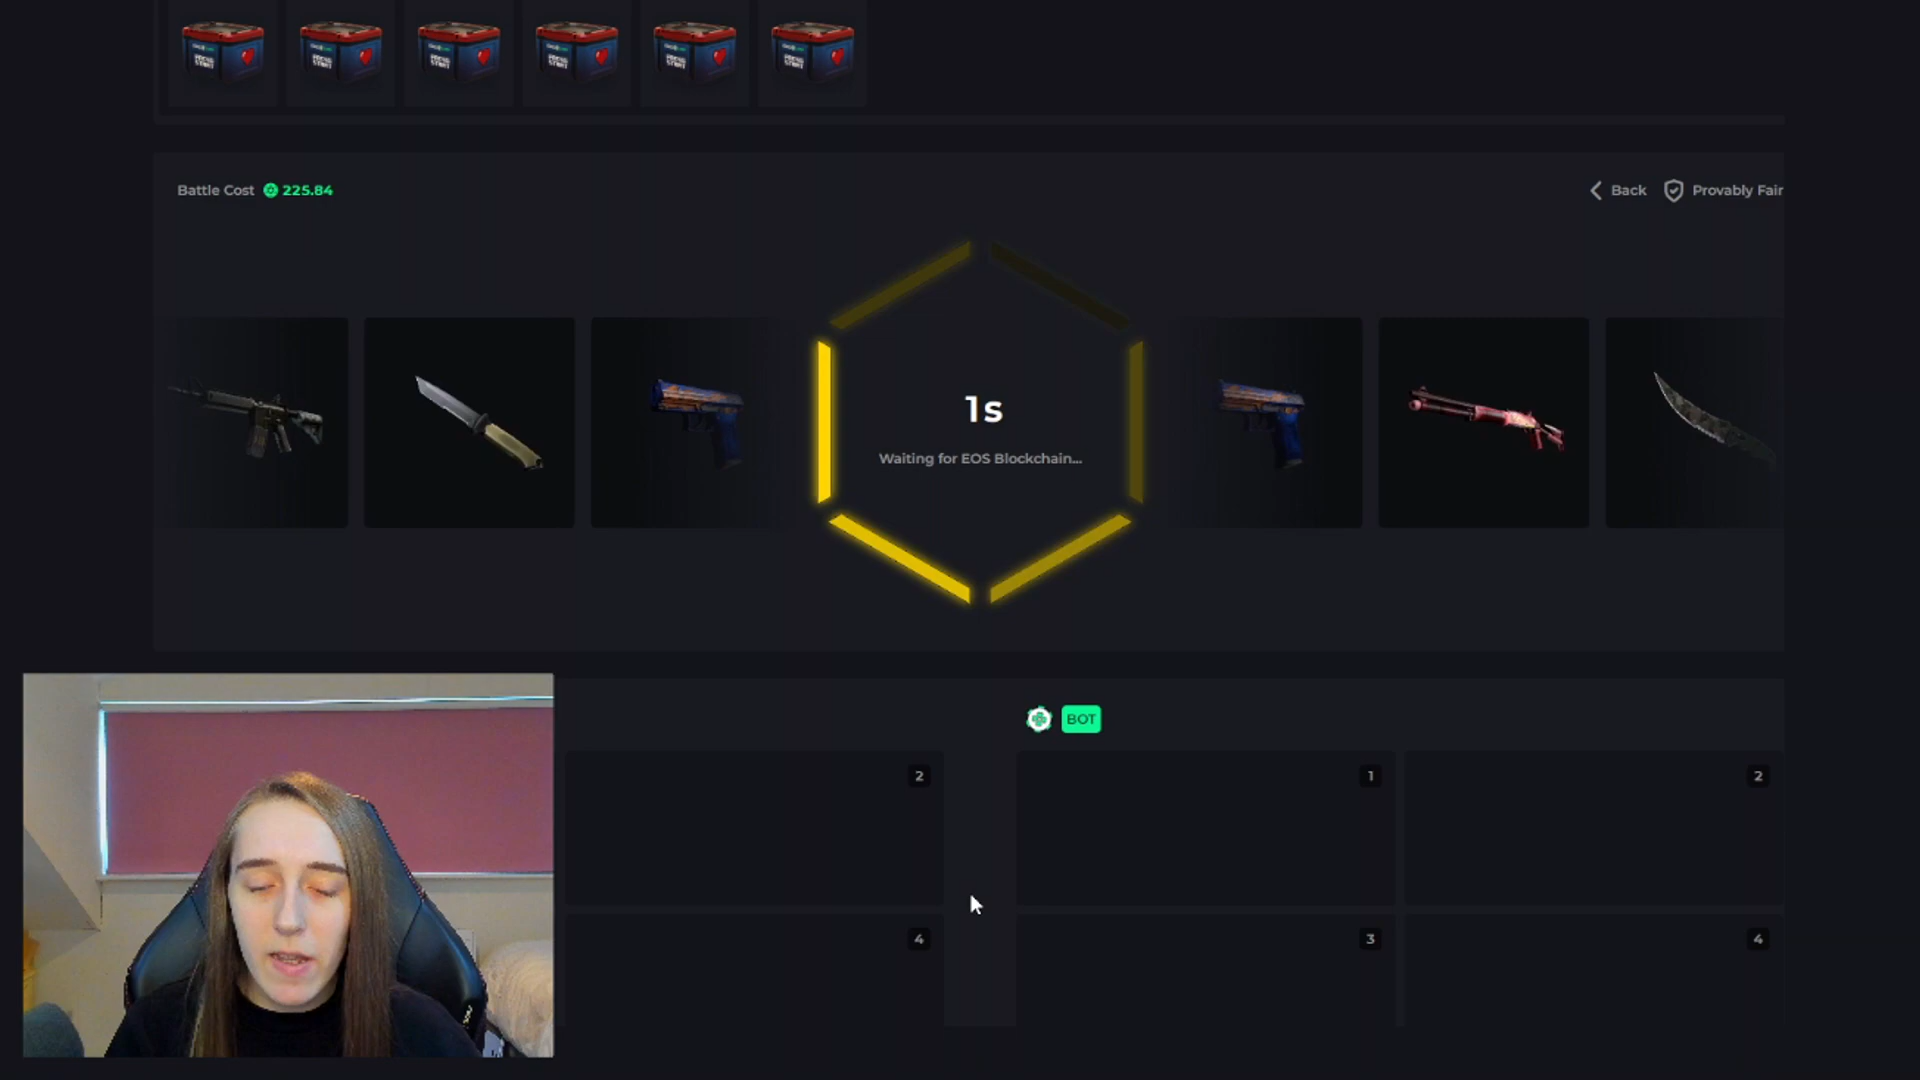 Battle Cost 225.84
Back Provably Fair
1s
Waiting for EOS Blockchain...
BOT
2 1 2
4 3 4